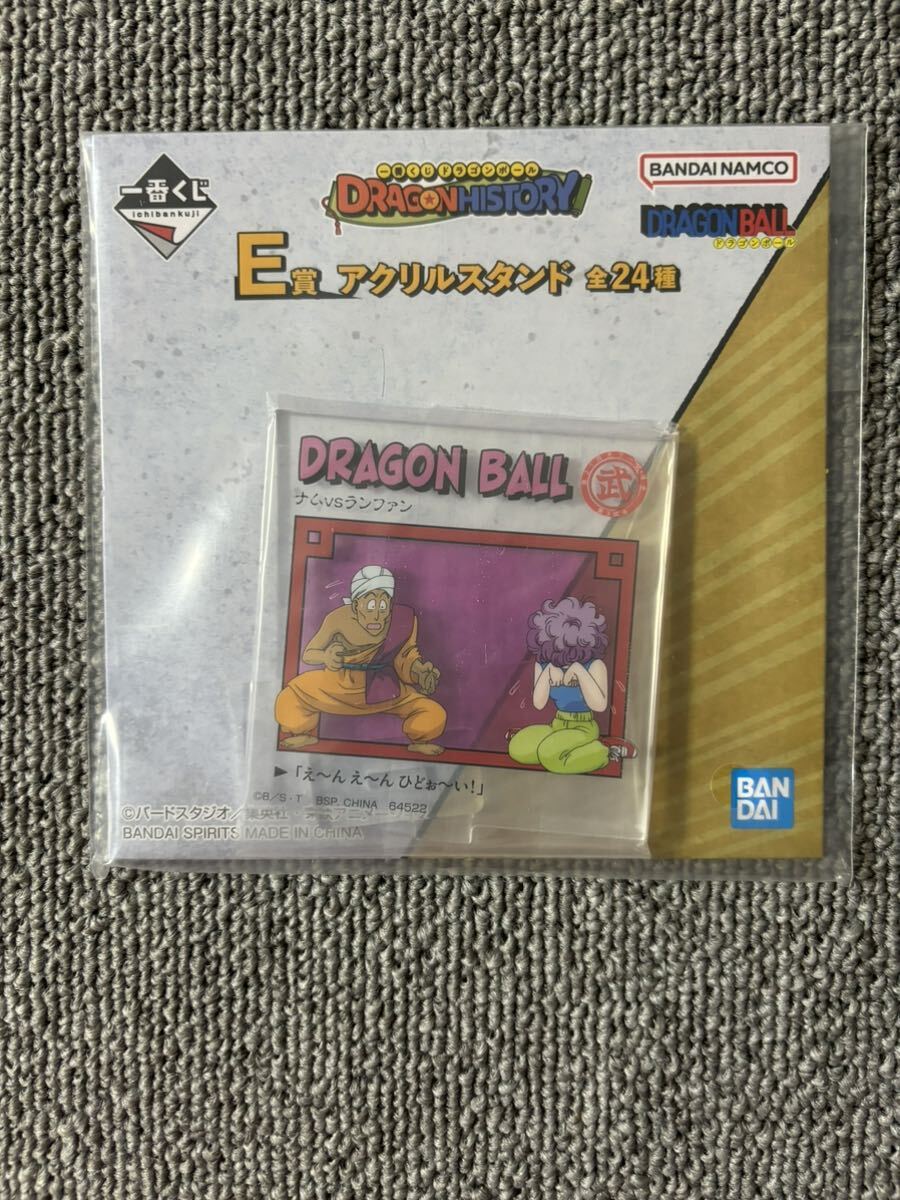 一番くじ
ichibankuji
一番くじ ドラゴンボール
DRAGON HISTORY
BANDAI NAMCO
DRAGON BALL
ドラゴンボール
E賞 アクリルスタンド 全24種
DRAGON BALL
武
ナムvsランファン
▶「え〜ん え〜ん ひどぉ〜い!」
©B/S・T BSP. CHINA 64522
©バードスタジオ/集英社・東映アニメー
BANDAI SPIRITS MADE IN CHINA
BAN
DAI